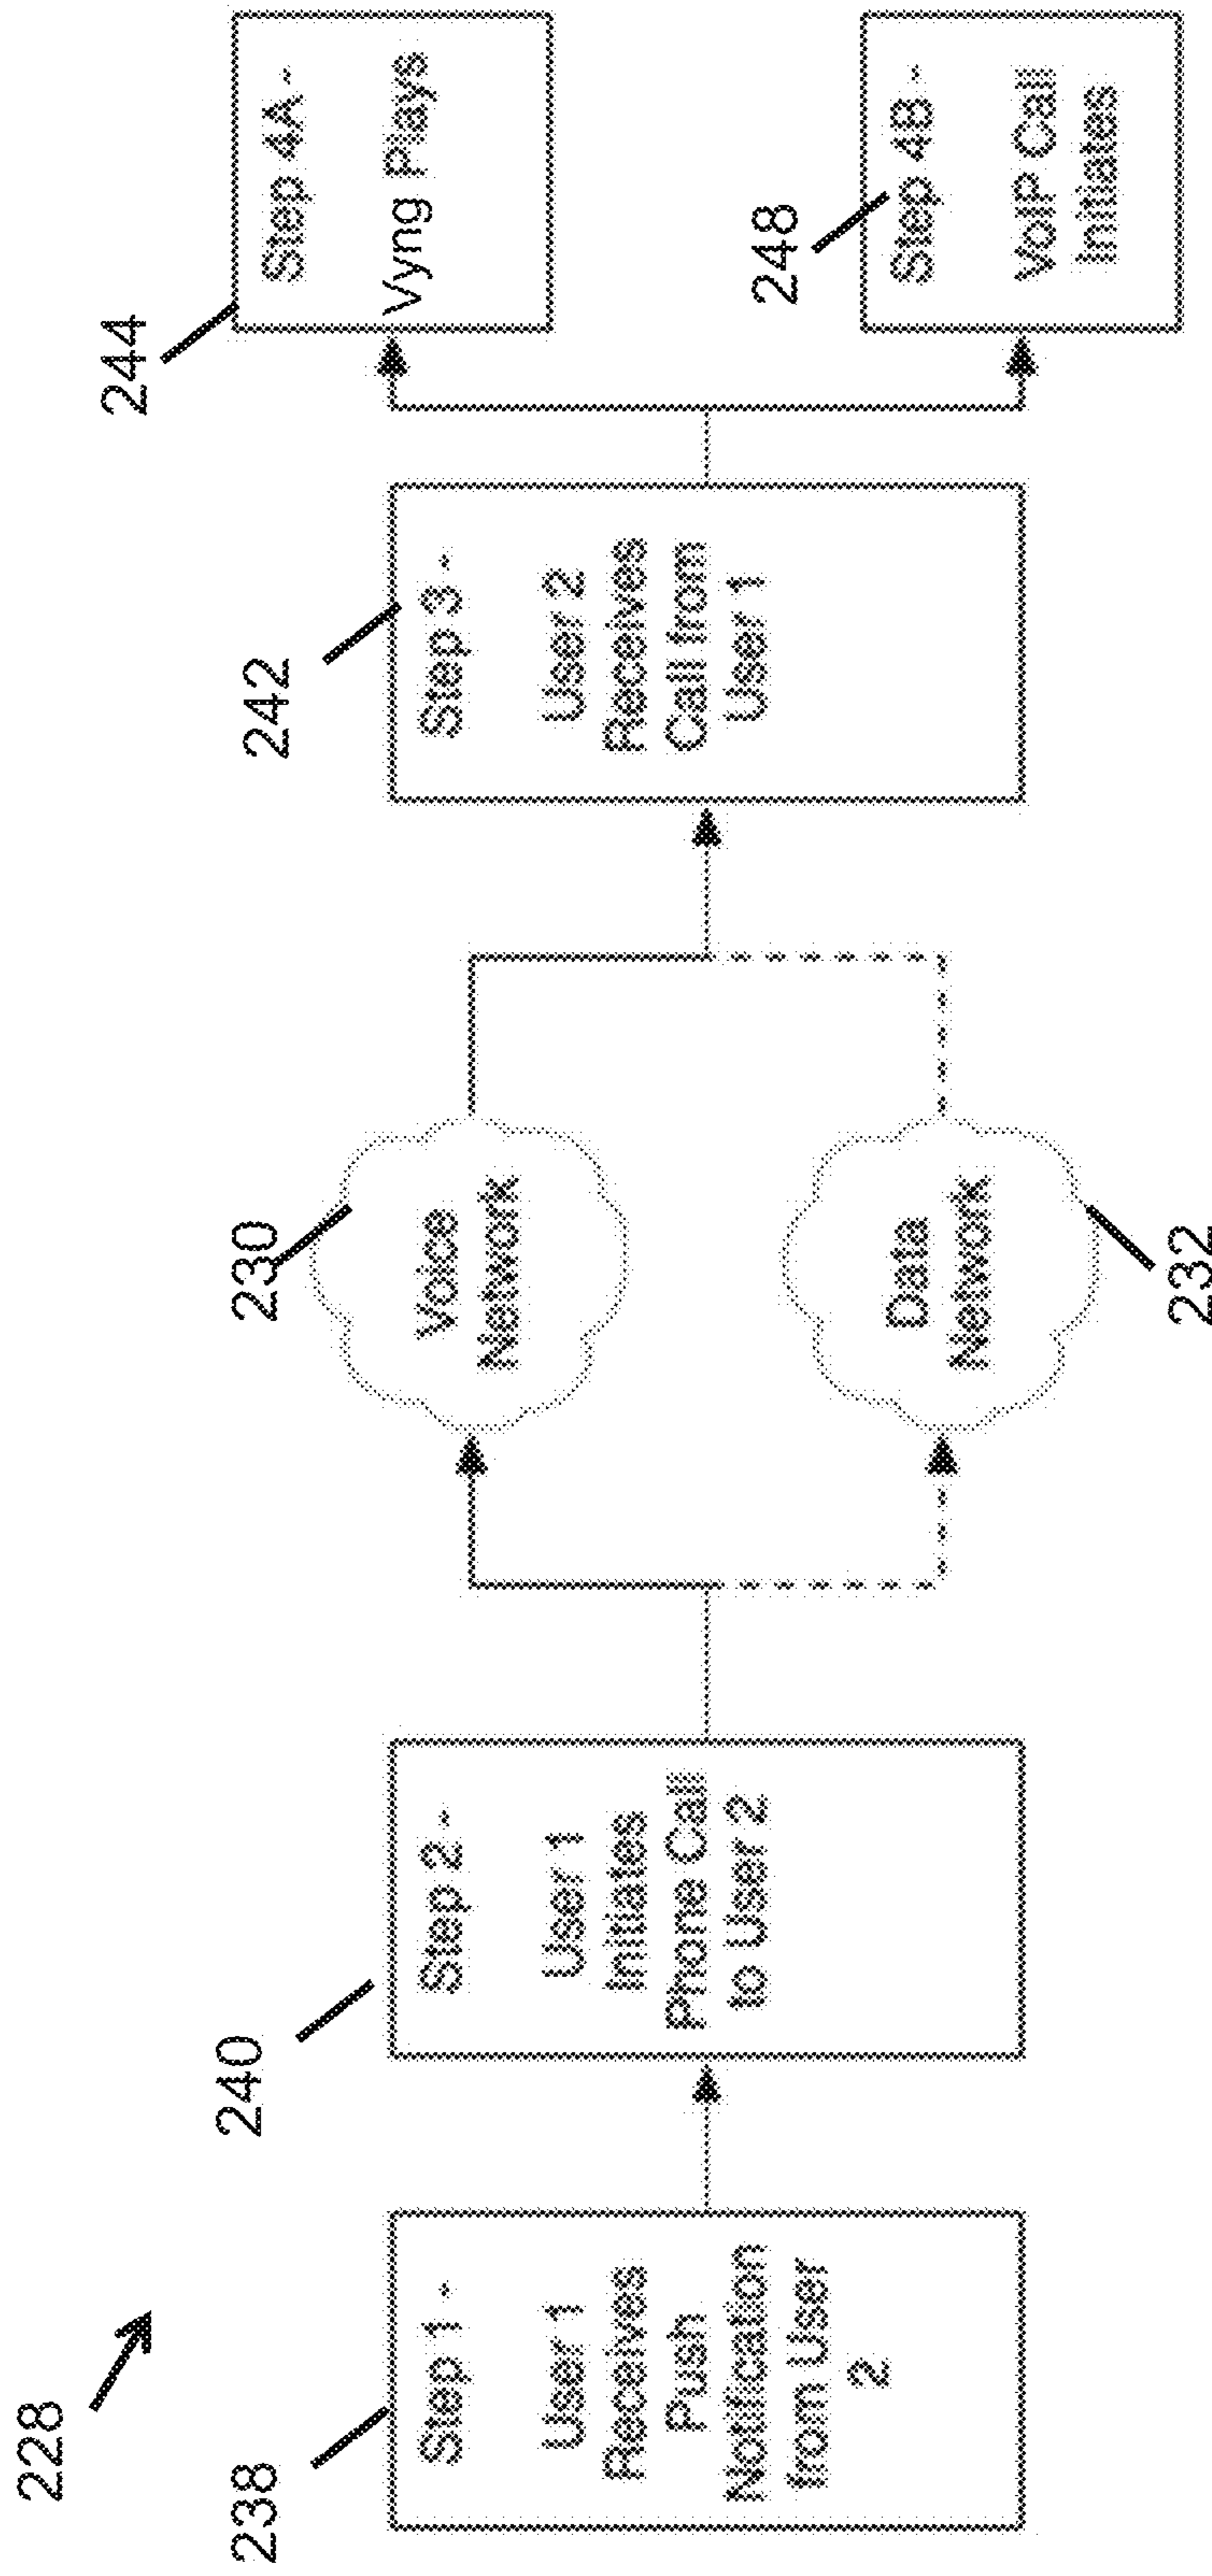 228
238
Step 1 -
User 1
Receives
Push
Notification
from User
2
240
Step 2 -
User 1
Initiates
Phone Call
to User 2
230
Voice
Network
Data
Network
232
242
Step 3 -
User 2
Receives
Call from
User 1
244
Step 4A -
Vyng Plays
248
Step 4B -
VoIP Call
Initiates